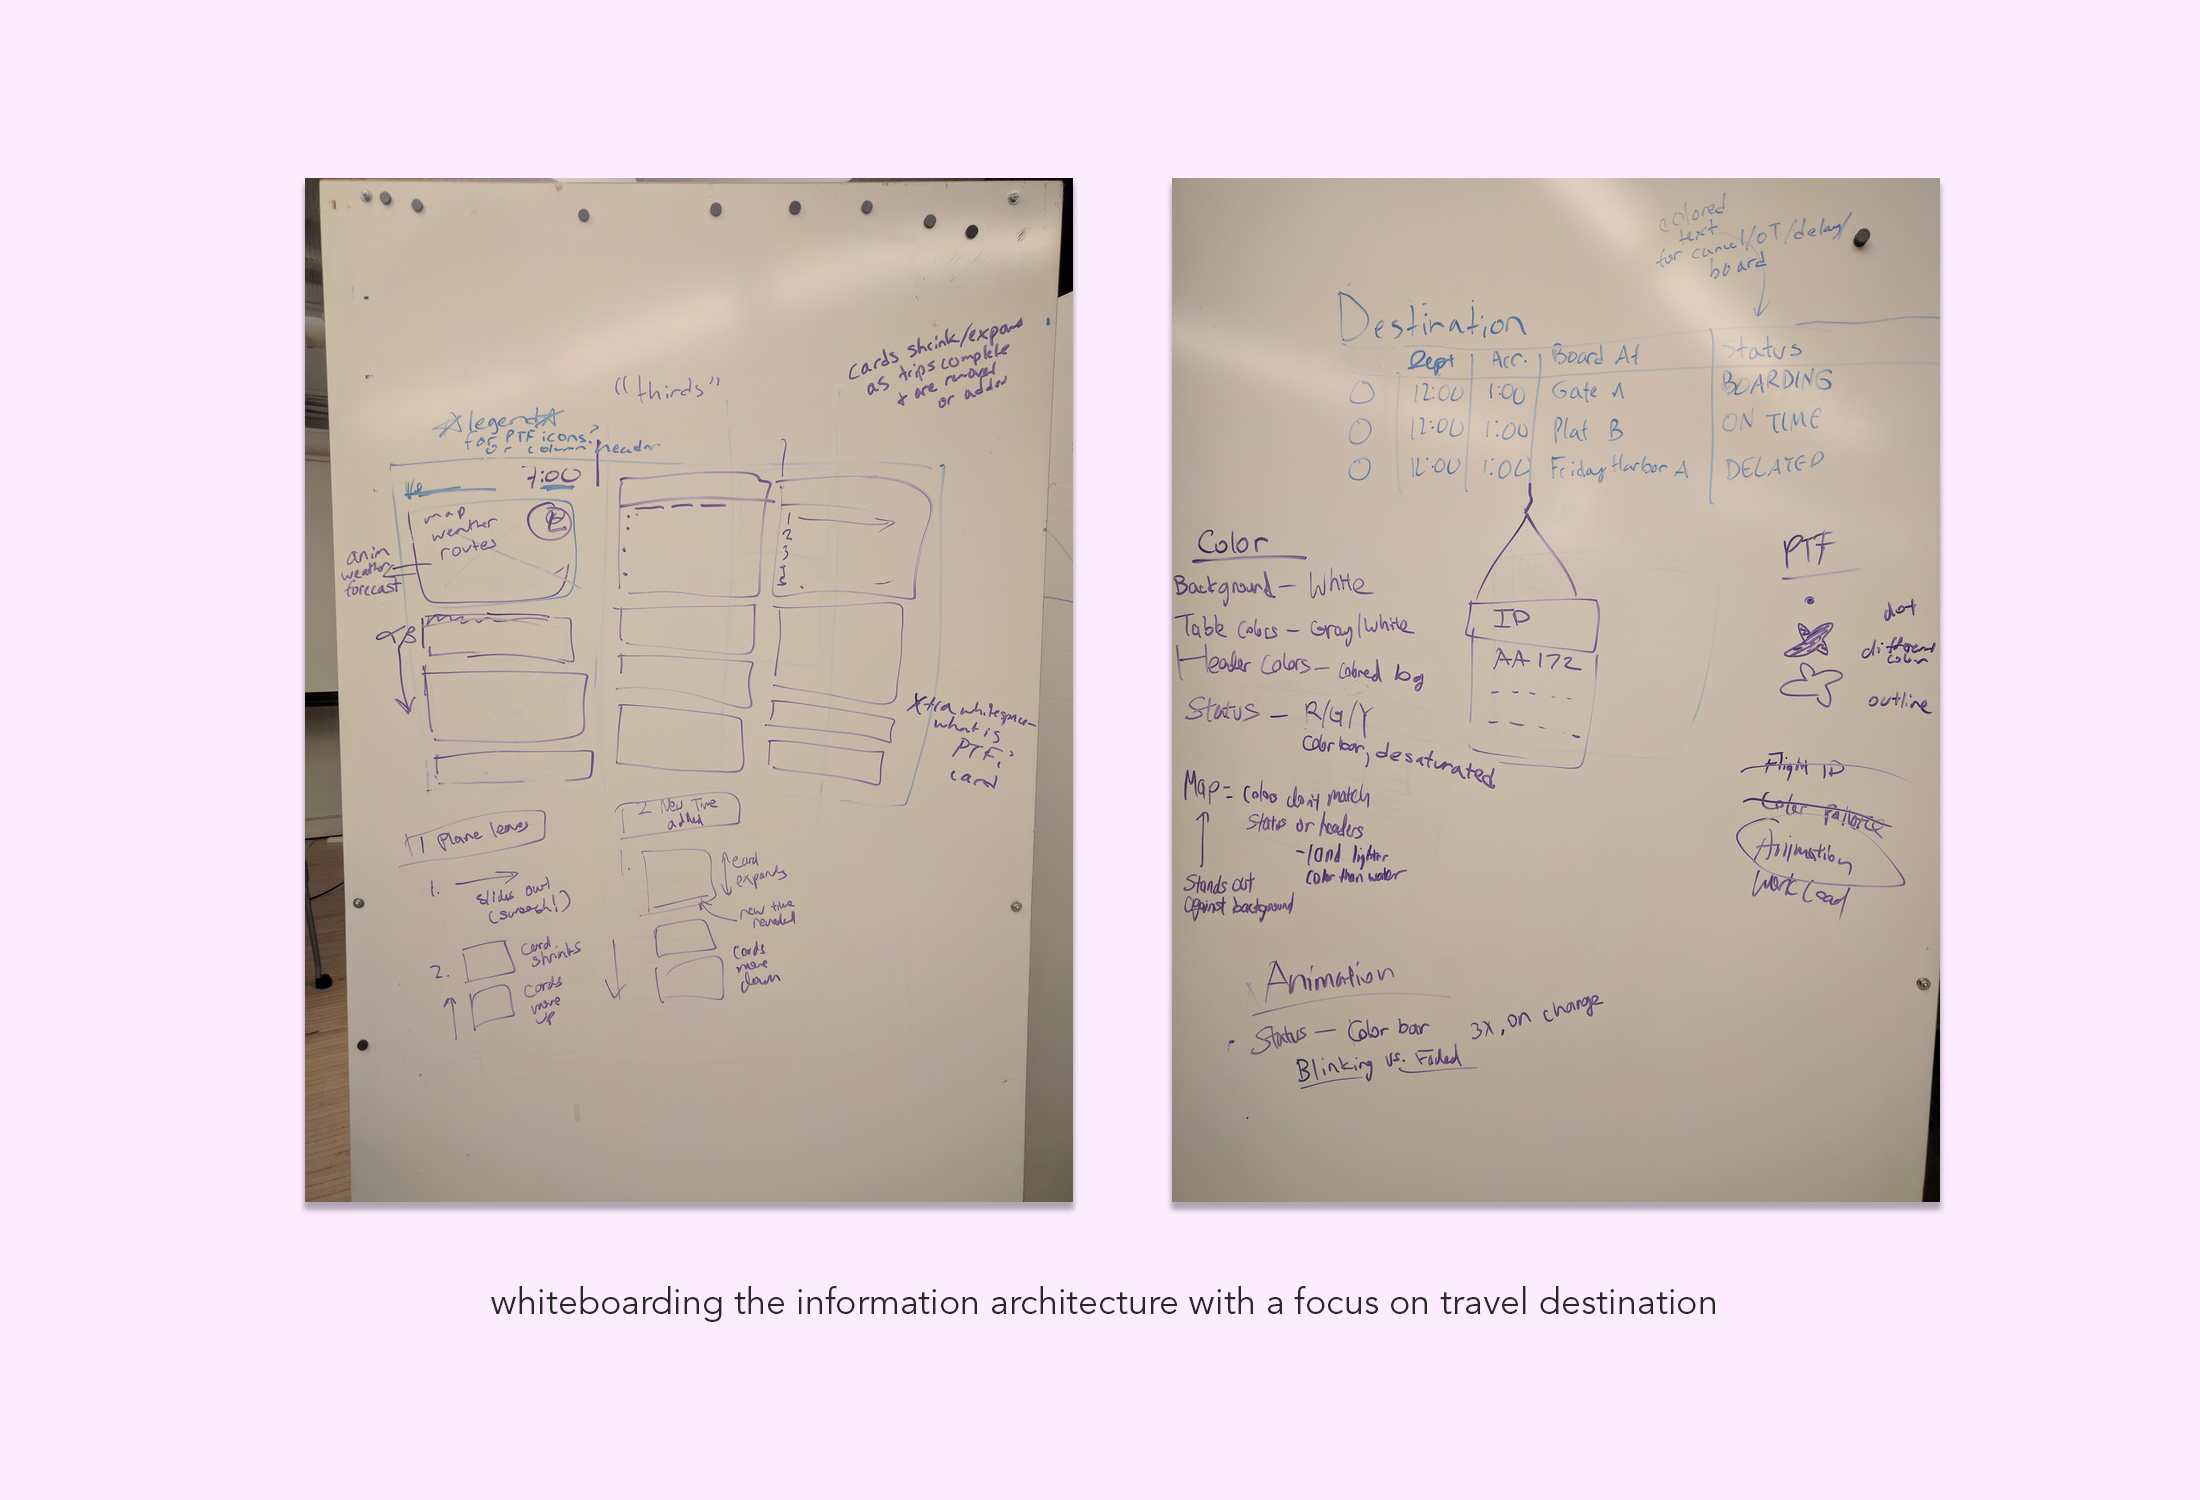 cards shrink/expand
as trips complete
& are removed
or added
"thirds"
legend
for PTF icons?
or column header
7:00
map
weather
routes
anim
weather
forecast
1
2
3
4
5
Xtra whitespace-
what is
PTF?
card
1 Plane leaves
1.
slides out
(swoosh!)
2.
card
shrinks
cards
move
up
2 New Time
added
1.
card
expands
new time
revealed
cards
move
down
colored
text
for cancel/OT/delay/
board
Destination
Dept Arr. Board At Status
12:00 1:00 Gate A BOARDING
12:00 1:00 Plat B ON TIME
12:00 1:00 Friday Harbor A DELAYED
Color
Background - White
Table Colors - Gray/White
Header Colors - colored bg
Status - R/G/Y
Color bar, desaturated
Map = Colors don't match
Status or headers
- land lighter
color than water
Stands out
against background
ID
AA 172
PTF
dot
different
color
outline
Flight ID
Color Palette
Animation
Work Load
Animation
Status - Color bar 3X, on change
Blinking vs. Faded
whiteboarding the information architecture with a focus on travel destination